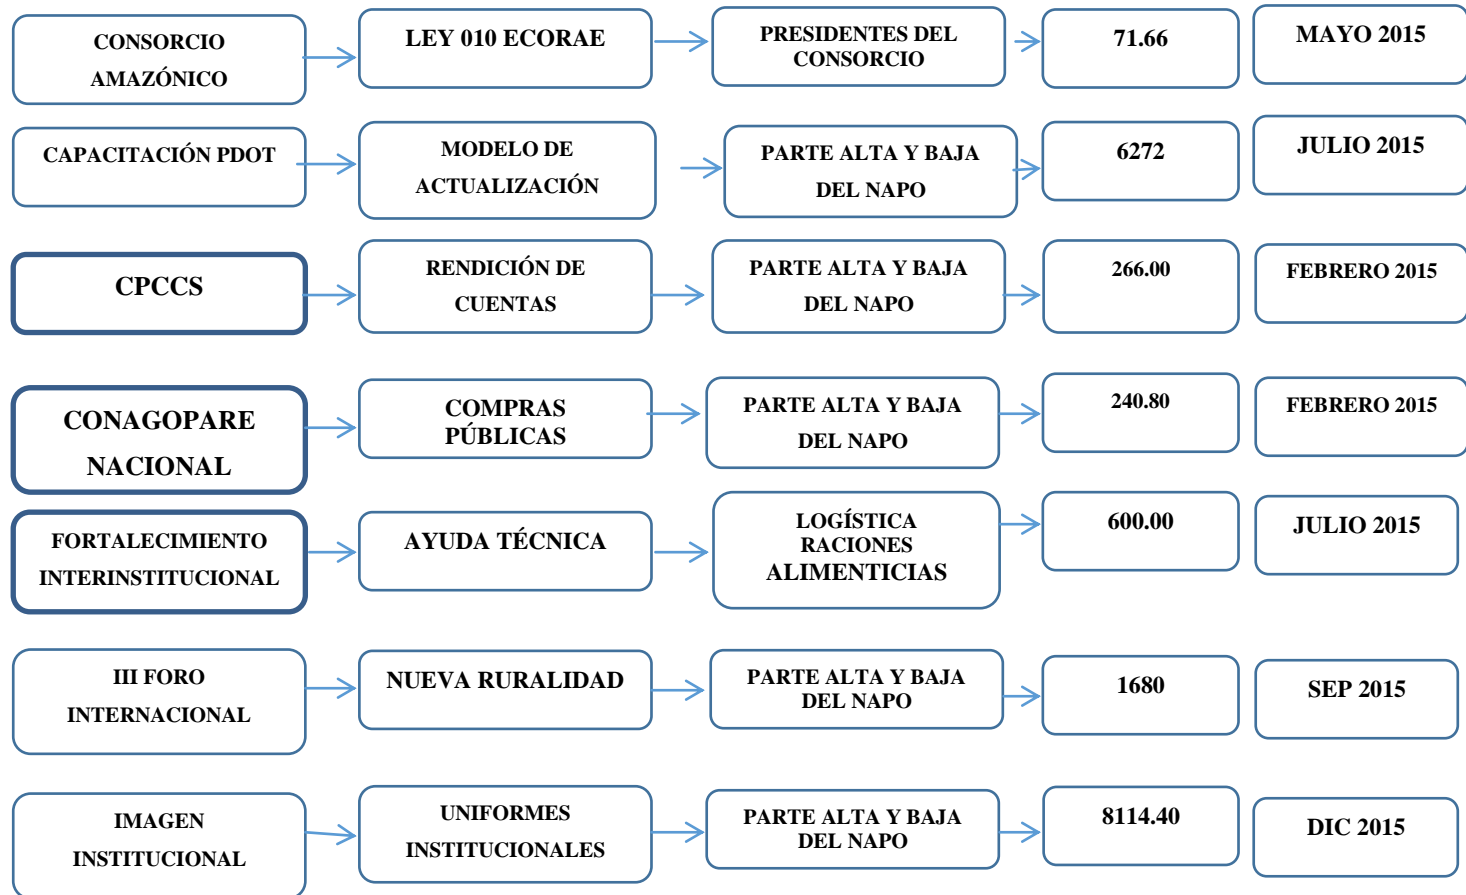 CONSORCIO
AMAZÓNICO
LEY 010 ECORAE
PRESIDENTES DEL
CONSORCIO
71.66
MAYO 2015
CAPACITACIÓN PDOT
MODELO DE
ACTUALIZACIÓN
PARTE ALTA Y BAJA
DEL NAPO
6272
JULIO 2015
CPCCS
RENDICIÓN DE
CUENTAS
PARTE ALTA Y BAJA
DEL NAPO
266.00
FEBRERO 2015
CONAGOPARE
NACIONAL
COMPRAS
PÚBLICAS
PARTE ALTA Y BAJA
DEL NAPO
240.80
FEBRERO 2015
FORTALECIMIENTO
INTERINSTITUCIONAL
AYUDA TÉCNICA
LOGÍSTICA
RACIONES
ALIMENTICIAS
600.00
JULIO 2015
III FORO
INTERNACIONAL
NUEVA RURALIDAD
PARTE ALTA Y BAJA
DEL NAPO
1680
SEP 2015
IMAGEN
INSTITUCIONAL
UNIFORMES
INSTITUCIONALES
PARTE ALTA Y BAJA
DEL NAPO
8114.40
DIC 2015